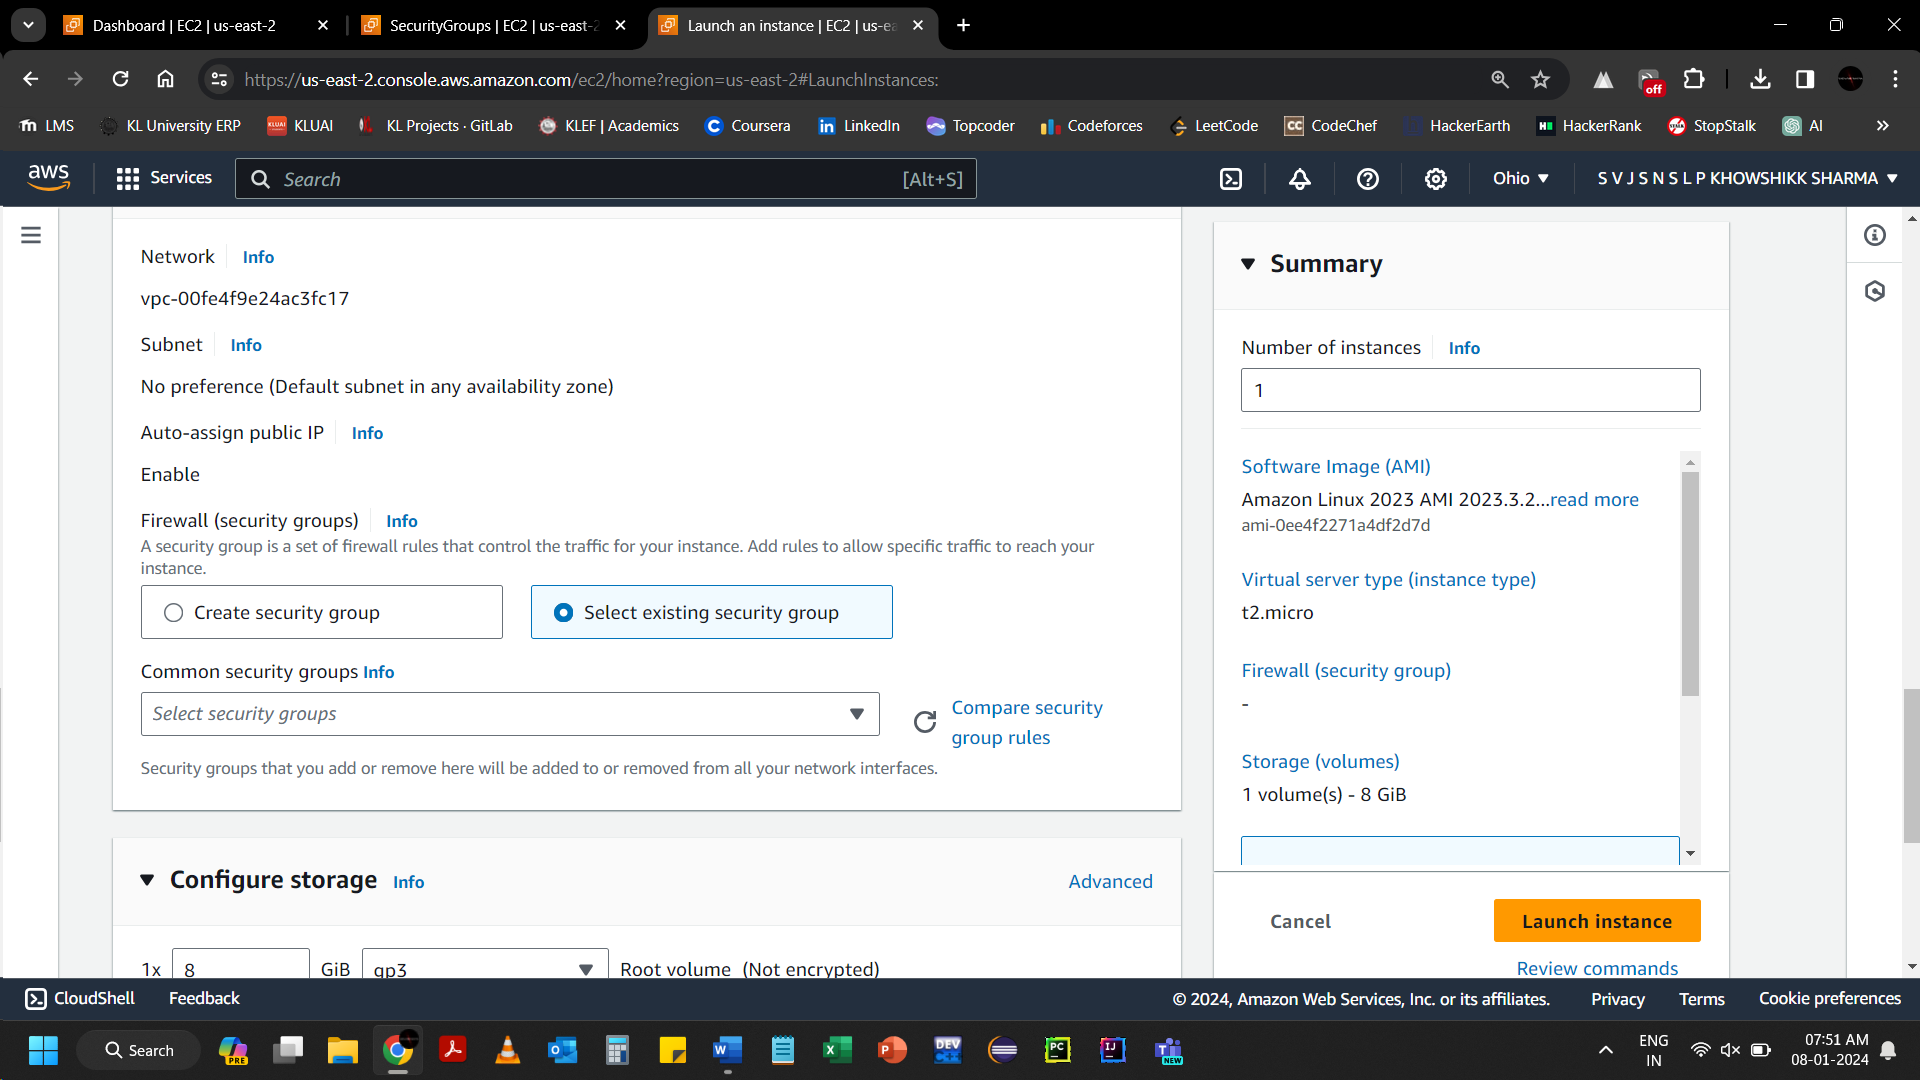 Dashboard | EC2 | us-east-2
SecurityGroups | EC2 | us-east-2
Launch an instance | EC2 | us-ea
https://us-east-2.console.aws.amazon.com/ec2/home?region=us-east-2#LaunchInstances:
off
LMS
KL University ERP
KLUAI
KLUAI
KL Projects · GitLab
KLEF | Academics
Coursera
LinkedIn
Topcoder
Codeforces
LeetCode
CC
CodeChef
HackerEarth
HackerRank
StopStalk
AI
aws
Services
Search
[Alt+S]
Ohio
S V J S N S L P KHOWSHIKK SHARMA
Network
Info
vpc-00fe4f9e24ac3fc17
Subnet
Info
No preference (Default subnet in any availability zone)
Auto-assign public IP
Info
Enable
Firewall (security groups)
Info
A security group is a set of firewall rules that control the traffic for your instance. Add rules to allow specific traffic to reach your
instance.
Create security group
Select existing security group
Common security groups Info
Select security groups
Compare security
group rules
Security groups that you add or remove here will be added to or removed from all your network interfaces.
Configure storage
Info
Advanced
1x
8
GiB
gp3
Root volume (Not encrypted)
Summary
Number of instances
Info
1
Software Image (AMI)
Amazon Linux 2023 AMI 2023.3.2...read more
ami-0ee4f2271a4df2d7d
Virtual server type (instance type)
t2.micro
Firewall (security group)
-
Storage (volumes)
1 volume(s) - 8 GiB
Cancel
Launch instance
Review commands
CloudShell
Feedback
© 2024, Amazon Web Services, Inc. or its affiliates.
Privacy
Terms
Cookie preferences
Search
PRE
DEV
PC
IJ
NEW
ENG
IN
07:51 AM
08-01-2024